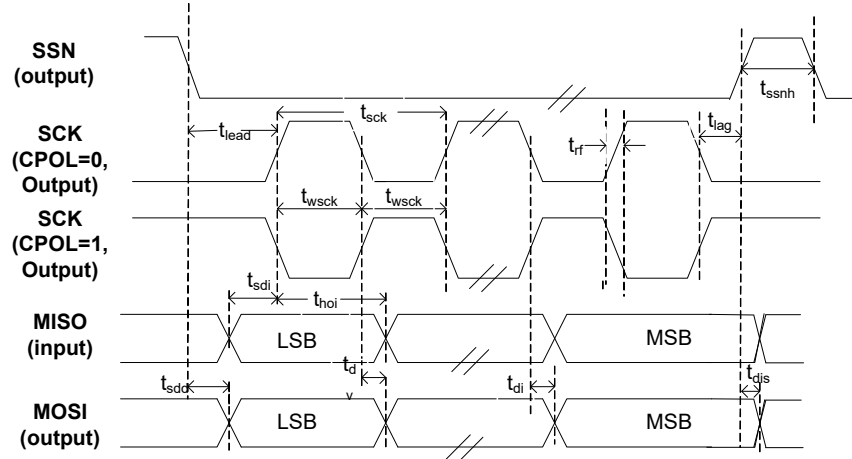 SSN
(output)
t_ssnh
SCK
(CPOL=0,
Output)
t_lead
t_sck
t_rf
t_lag
t_wsck
t_wsck
SCK
(CPOL=1,
Output)
t_sdi
t_hoi
MISO
(input)
LSB
MSB
t_sdd
t_d
v
t_di
t_dis
MOSI
(output)
LSB
MSB